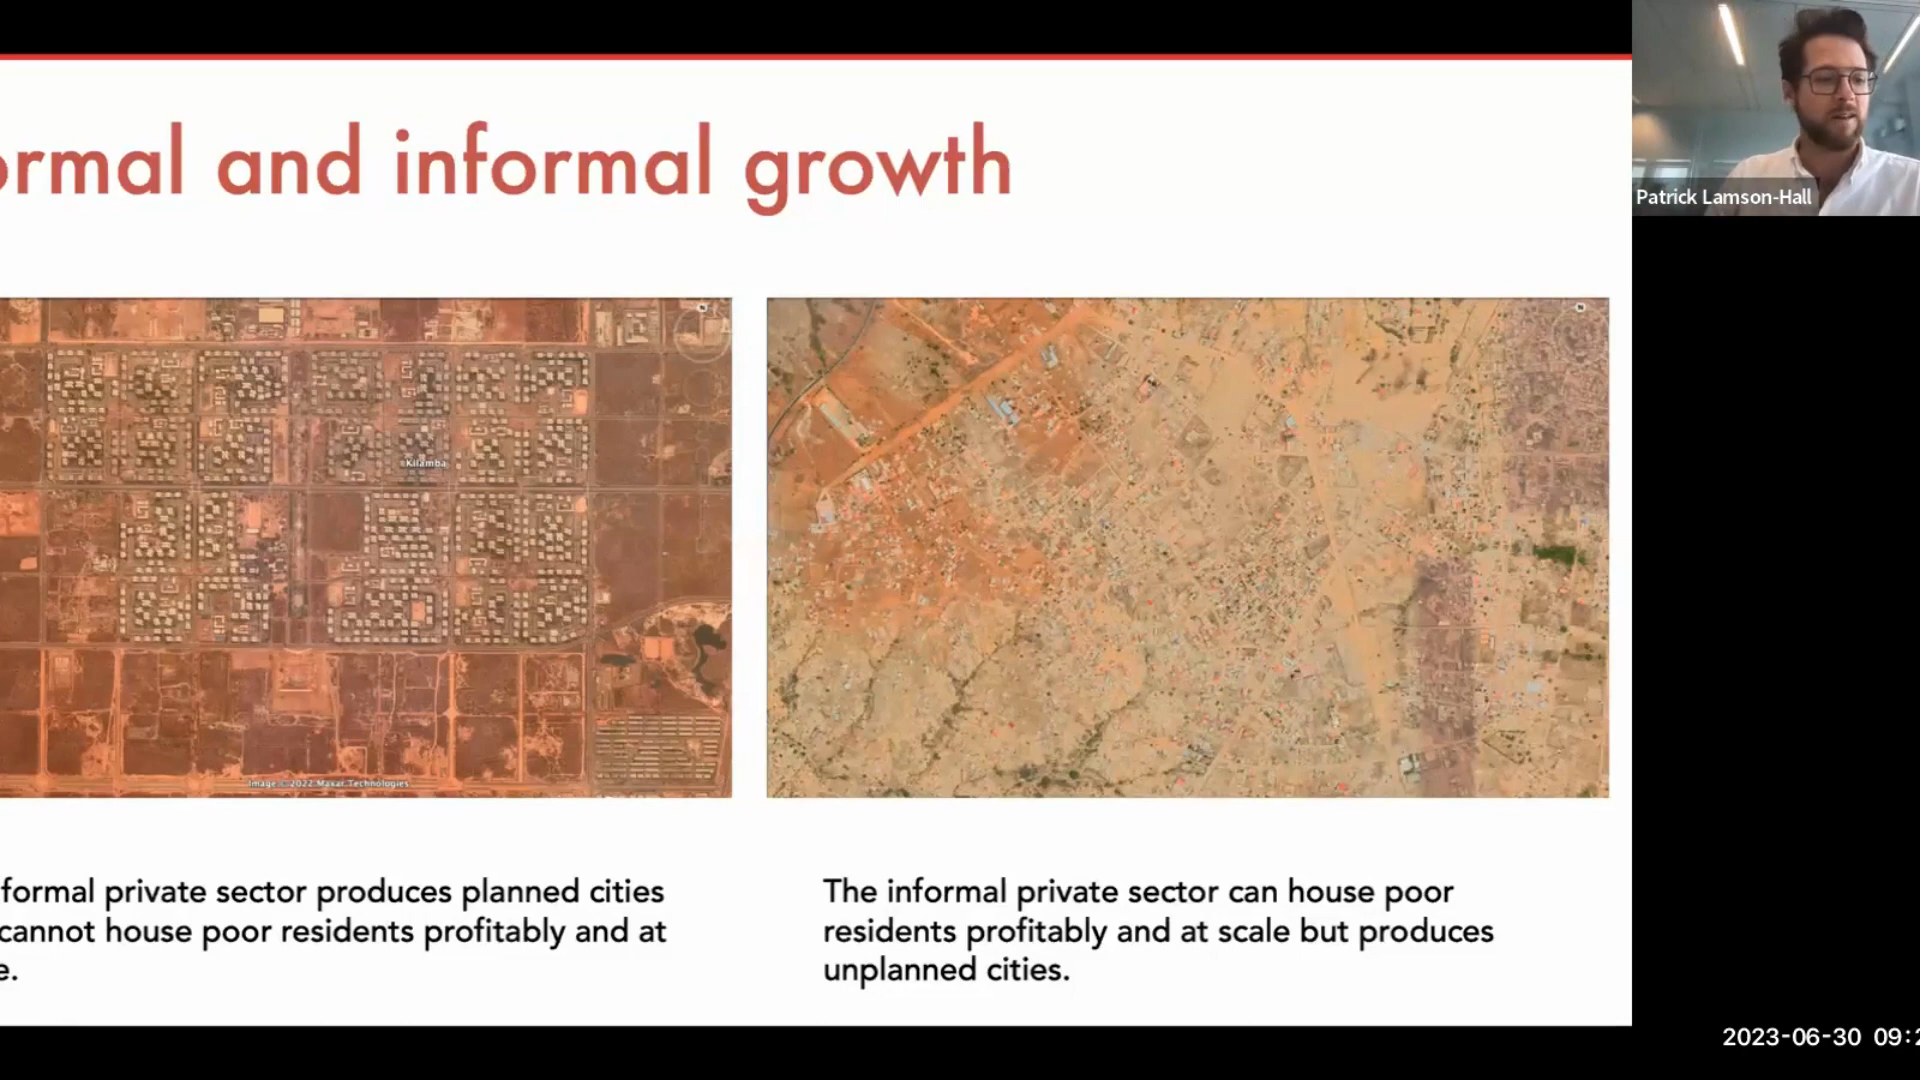 ormal and informal growth
Patrick Lamson-Hall
Kilamba
Image © 2022 Maxar Technologies
formal private sector produces planned cities
cannot house poor residents profitably and at
e.
The informal private sector can house poor
residents profitably and at scale but produces
unplanned cities.
2023-06-30 09:2